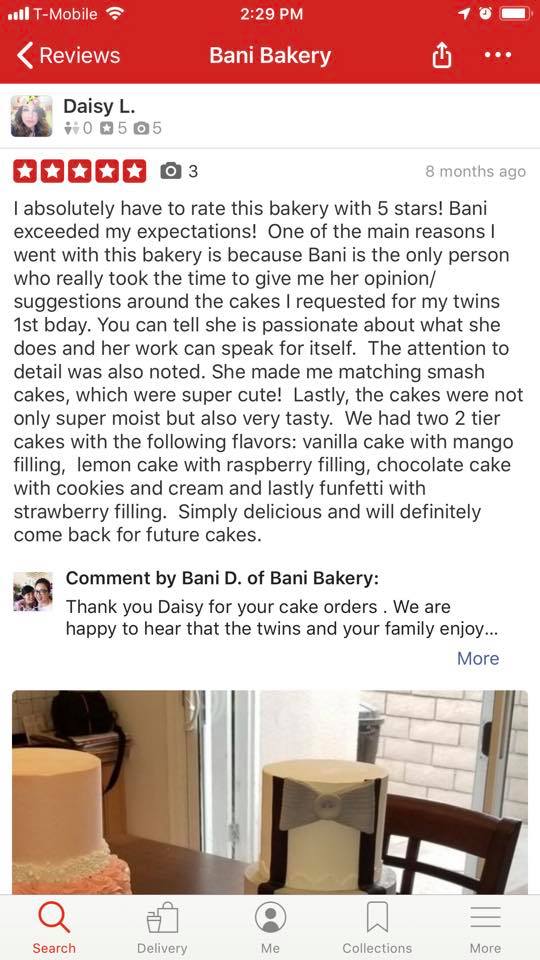 T-Mobile 2:29 PM
Reviews Bani Bakery
Daisy L.
0 5 5
3 8 months ago
I absolutely have to rate this bakery with 5 stars! Bani
exceeded my expectations!  One of the main reasons I
went with this bakery is because Bani is the only person
who really took the time to give me her opinion/
suggestions around the cakes I requested for my twins
1st bday. You can tell she is passionate about what she
does and her work can speak for itself.  The attention to
detail was also noted. She made me matching smash
cakes, which were super cute!  Lastly, the cakes were not
only super moist but also very tasty.  We had two 2 tier
cakes with the following flavors: vanilla cake with mango
filling,  lemon cake with raspberry filling, chocolate cake
with cookies and cream and lastly funfetti with
strawberry filling.  Simply delicious and will definitely
come back for future cakes.
Comment by Bani D. of Bani Bakery:
Thank you Daisy for your cake orders . We are
happy to hear that the twins and your family enjoy...
More
Search Delivery Me Collections More